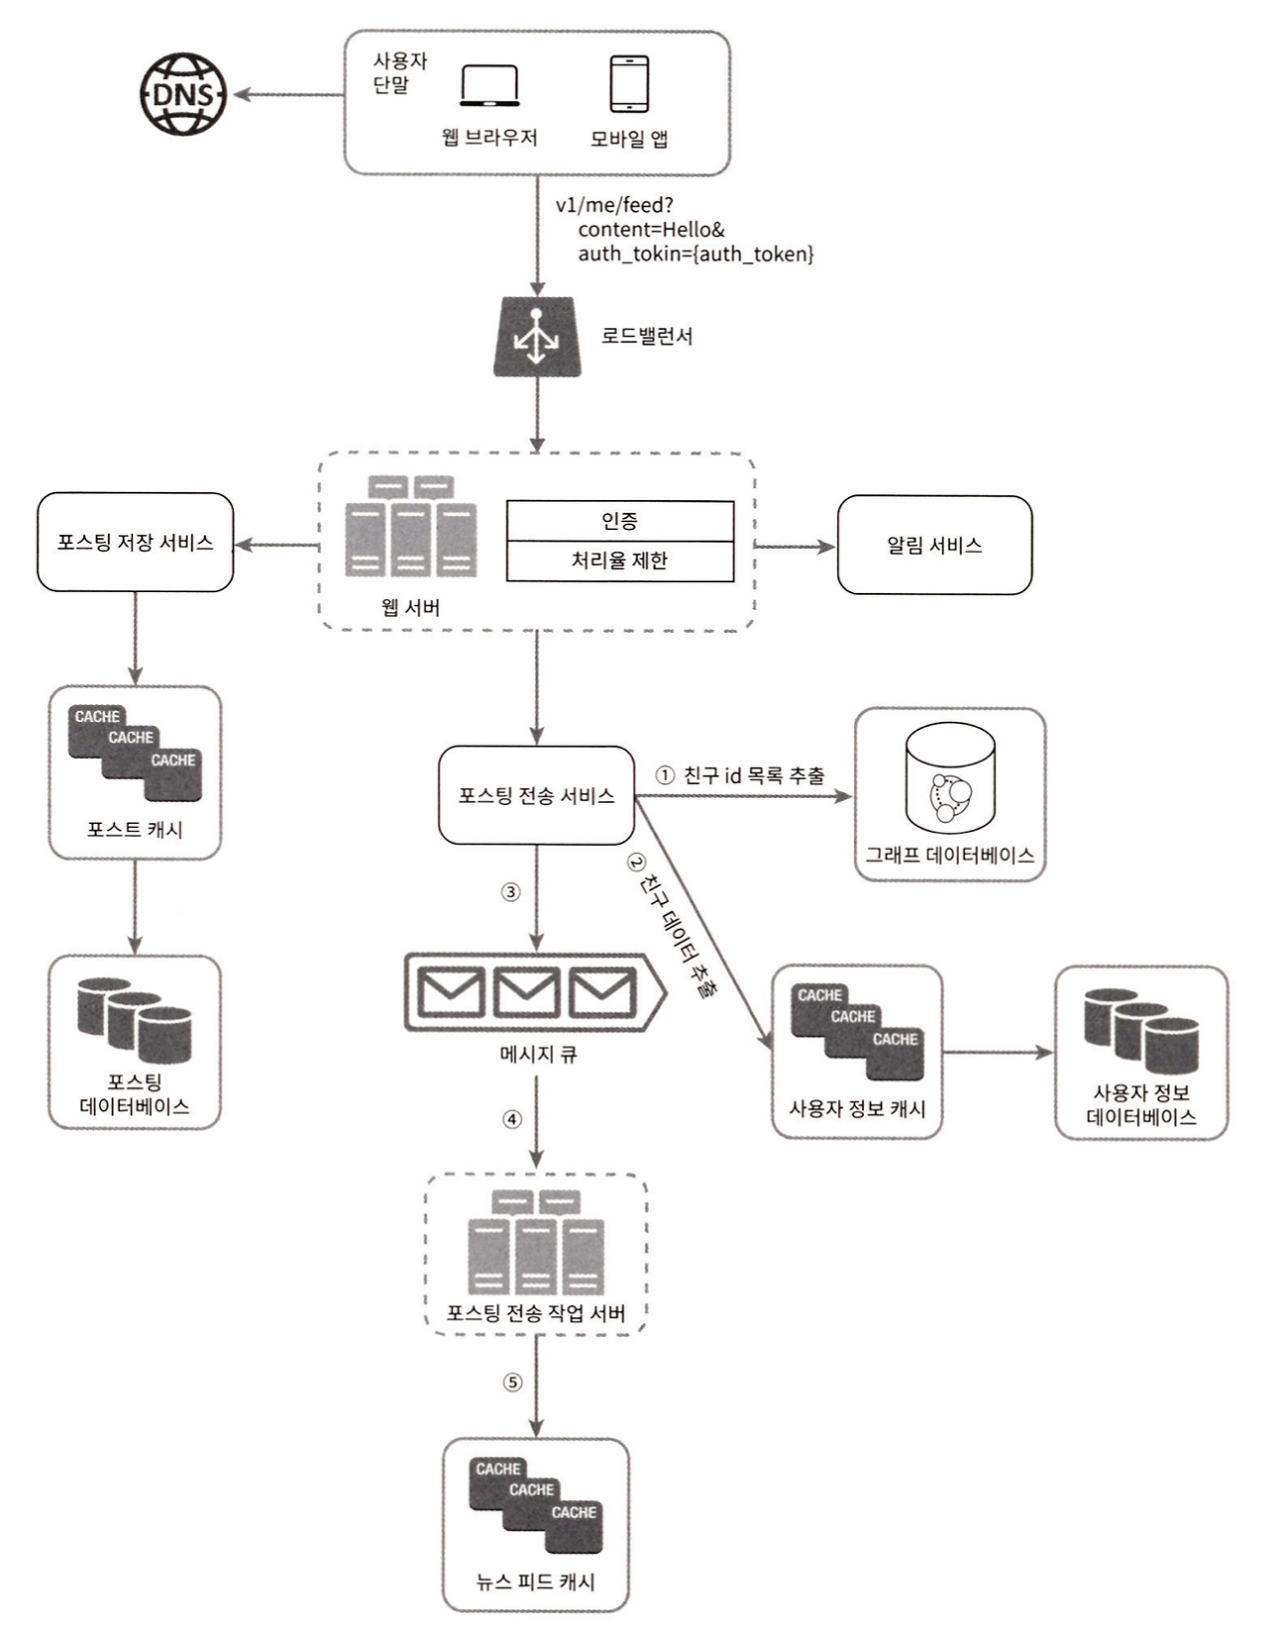 사용자
단말
DNS
웹 브라우저
모바일 앱
v1/me/feed?
content=Hello&
auth_tokin={auth_token}
로드밸런서
포스팅 저장 서비스
인증
처리율 제한
웹 서버
알림 서비스
CACHE
CACHE
CACHE
포스트 캐시
포스팅 전송 서비스
① 친구 id 목록 추출
그래프 데이터베이스
② 친구 데이터 추출
③
포스팅
데이터베이스
메시지 큐
CACHE
CACHE
CACHE
사용자 정보 캐시
사용자 정보
데이터베이스
④
포스팅 전송 작업 서버
⑤
CACHE
CACHE
CACHE
뉴스 피드 캐시